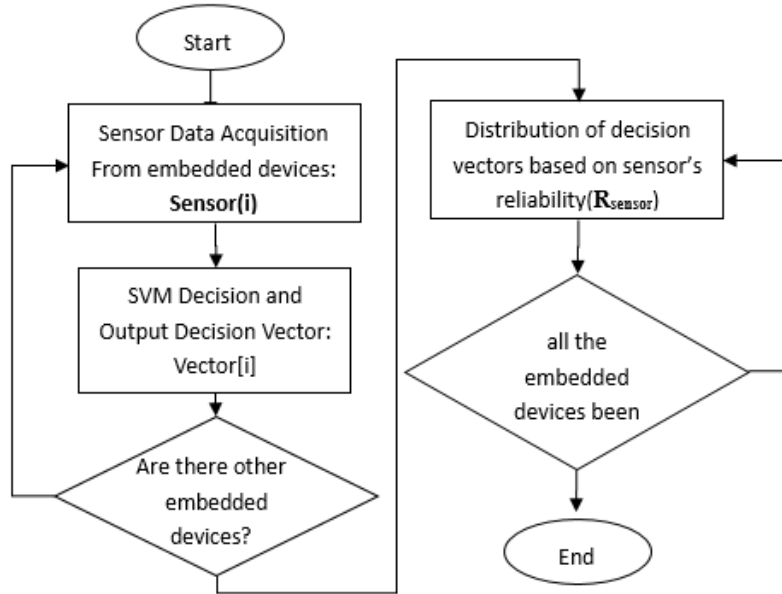 Start
Sensor Data Acquisition
From embedded devices:
Sensor(i)
SVM Decision and
Output Decision Vector:
Vector[i]
Are there other
embedded
devices?
Distribution of decision
vectors based on sensor's
reliability(Rsensor)
all the
embedded
devices been
End